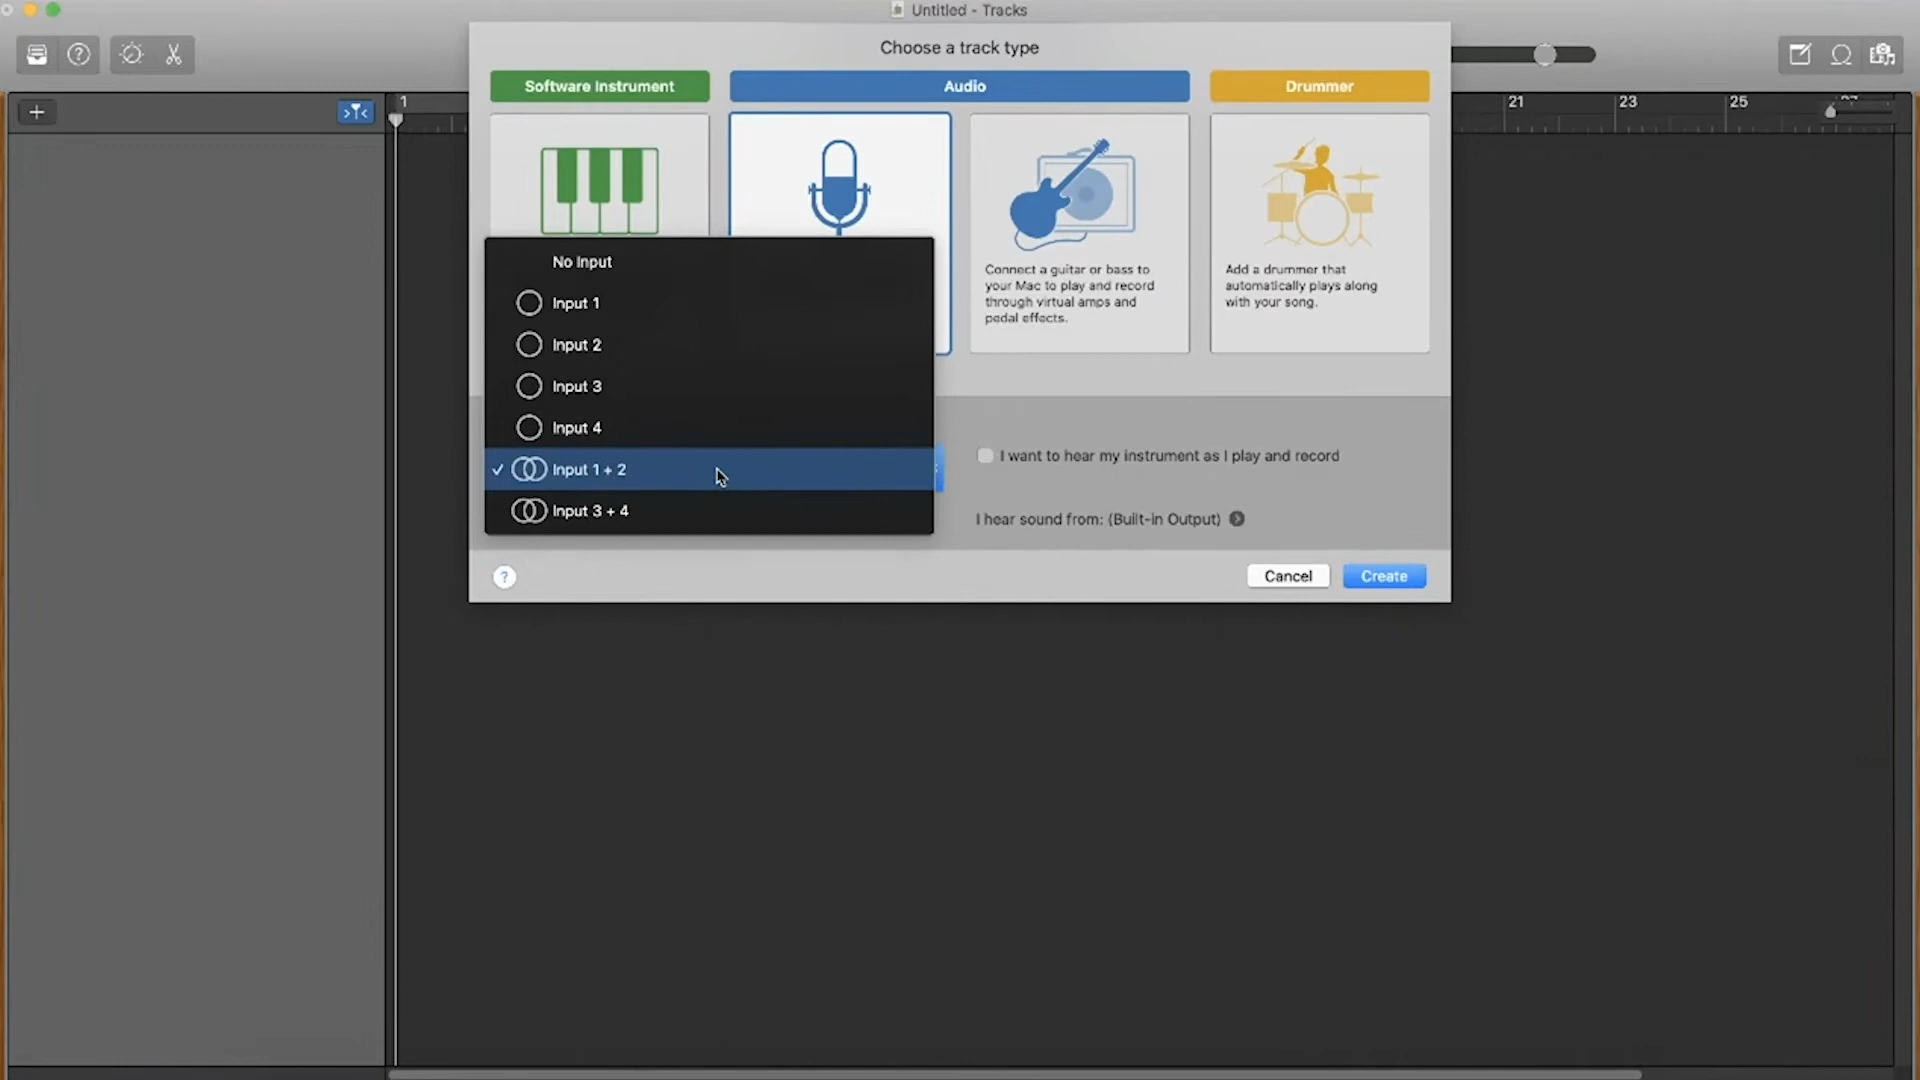 Untitled - Tracks
Choose a track type
Software Instrument
Audio
Drummer
1
21
23
25
Connect a guitar or bass to
your Mac to play and record
through virtual amps and
pedal effects.
Add a drummer that
automatically plays along
with your song.
No Input
Input 1
Input 2
Input 3
Input 4
✓ Input 1 + 2
Input 3 + 4
I want to hear my instrument as I play and record
I hear sound from: (Built-in Output)
?
Cancel
Create